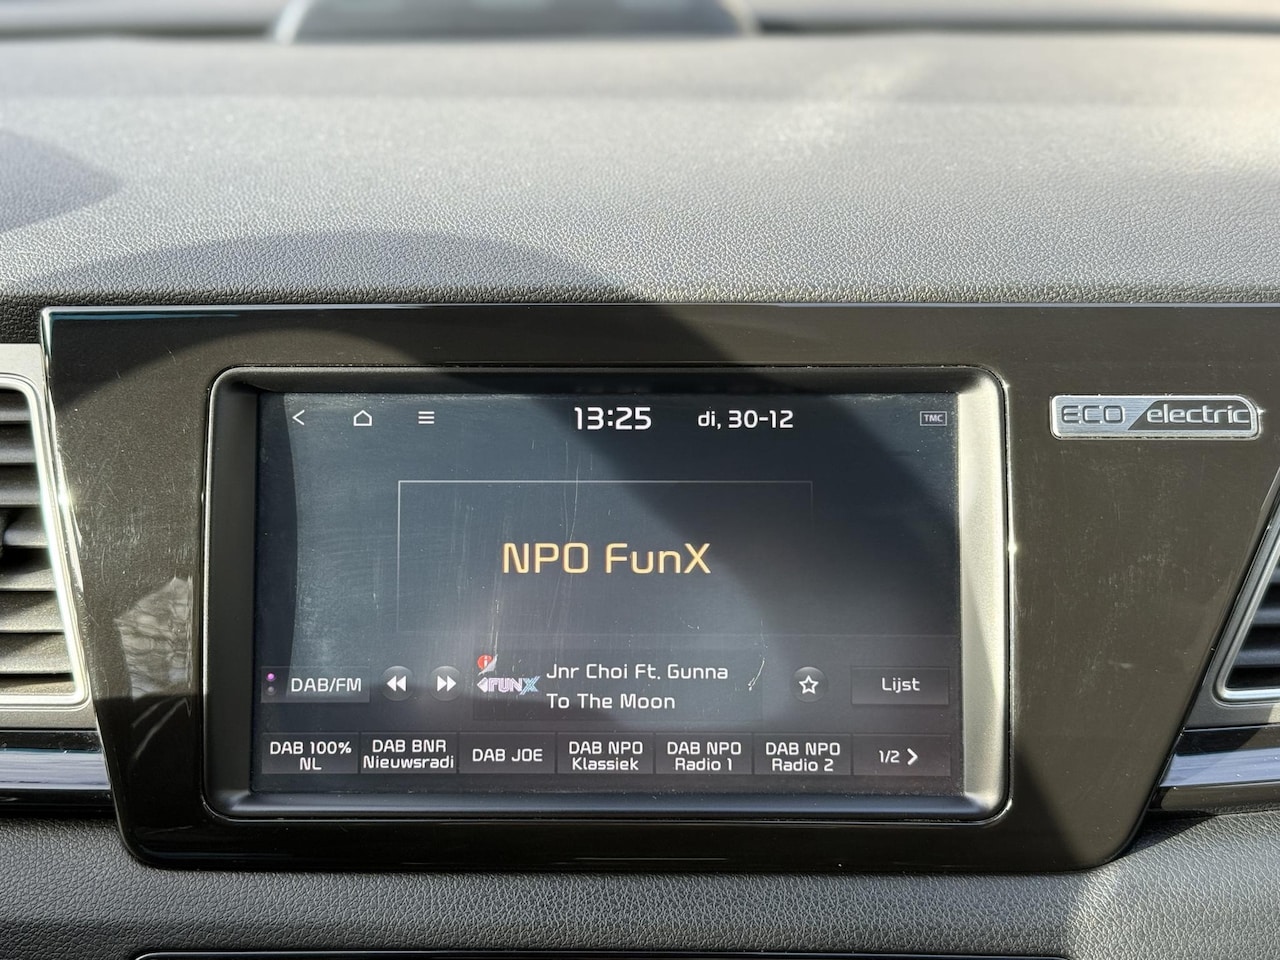 13:25 di, 30-12 TMC
ECO electric
NPO FunX
DAB/FM
FUNX
Jnr Choi Ft. Gunna
To The Moon
Lijst
DAB 100%
NL
DAB BNR
Nieuwsradi
DAB JOE
DAB NPO
Klassiek
DAB NPO
Radio 1
DAB NPO
Radio 2
1/2